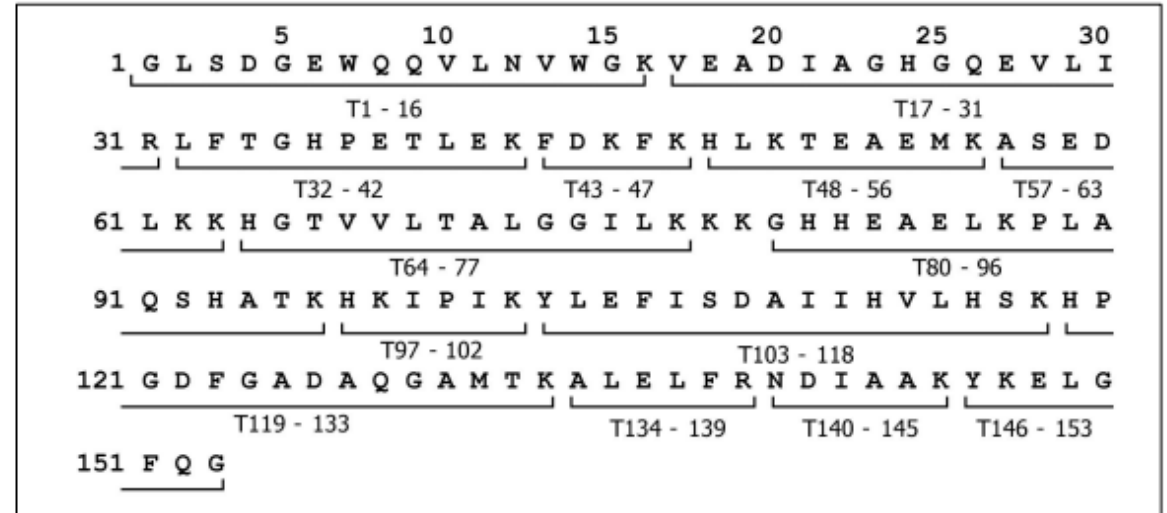 5 10 15 20 25 30
1 G L S D G E W Q Q V L N V W G K V E A D I A G H G Q E V L I
T1 - 16 T17 - 31
31 R L F T G H P E T L E K F D K F K H L K T E A E M K A S E D
T32 - 42 T43 - 47 T48 - 56 T57 - 63
61 L K K H G T V V L T A L G G I L K K K G H H E A E L K P L A
T64 - 77 T80 - 96
91 Q S H A T K H K I P I K Y L E F I S D A I I H V L H S K H P
T97 - 102 T103 - 118
121 G D F G A D A Q G A M T K A L E L F R N D I A A K Y K E L G
T119 - 133 T134 - 139 T140 - 145 T146 - 153
151 F Q G